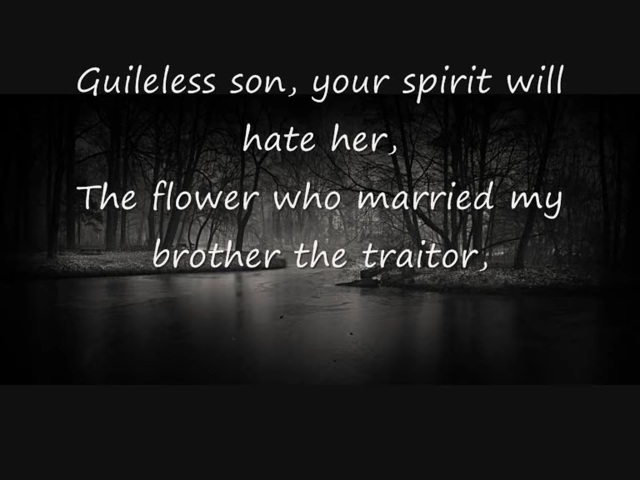 Guileless son, your spirit will
hate her,
The flower who married my
brother the traitor,